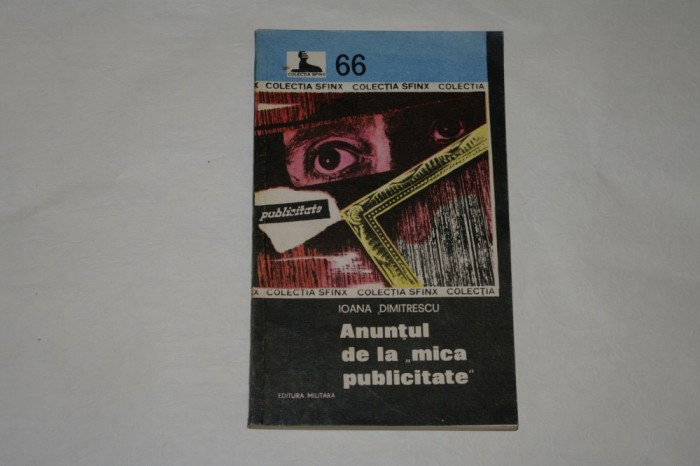 COLECTIA SFINX
66
X COLECTIA SFINX COLECTIA SFINX COLECTIA
publicitate
X COLECTIA SFINX COLECTIA SFINX COLECTIA
IOANA DIMITRESCU
Anunțul
de la „mica
publicitate"
EDITURA MILITARA